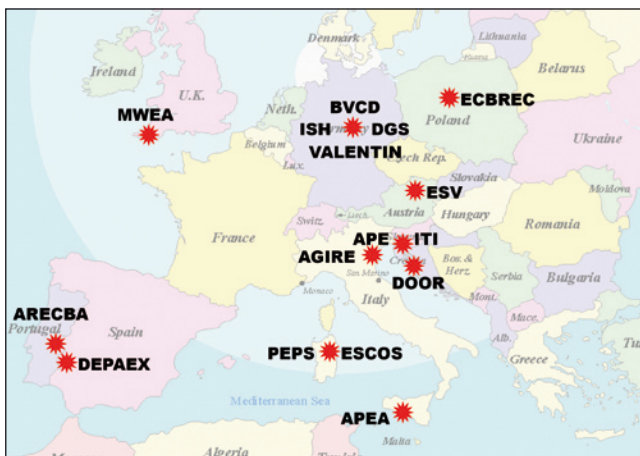 Denmark
Lithuania
Ireland
U.K.
Belarus
MWEA
BVCD
ECBREC
Neth.
ISH
DGS
Poland
VALENTIN
Belgium
Lux.
Czech Rep.
Ukraine
Slovakia
ESV
Moldova
Austria
Liech.
Switz.
Hungary
Romania
France
APE
ITI
AGIRE
DOOR
Bos. &
Herz.
San Marino
Serbia
Monaco
Italy
Mont.
Bulgaria
Mace.
Alb.
ARECBA
Portugal
Spain
DEPAEX
PEPS
ESCOS
Greece
Mediterranean Sea
APEA
Malta
Algeria